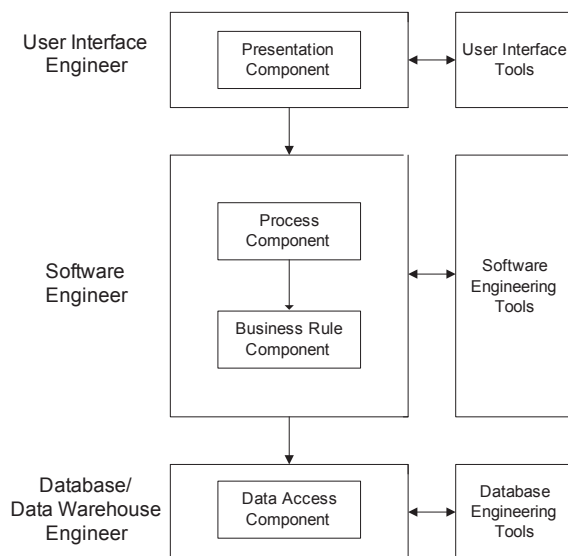 User Interface
Engineer
Presentation
Component
User Interface
Tools
Software
Engineer
Process
Component
Business Rule
Component
Software
Engineering
Tools
Database/
Data Warehouse
Engineer
Data Access
Component
Database
Engineering
Tools